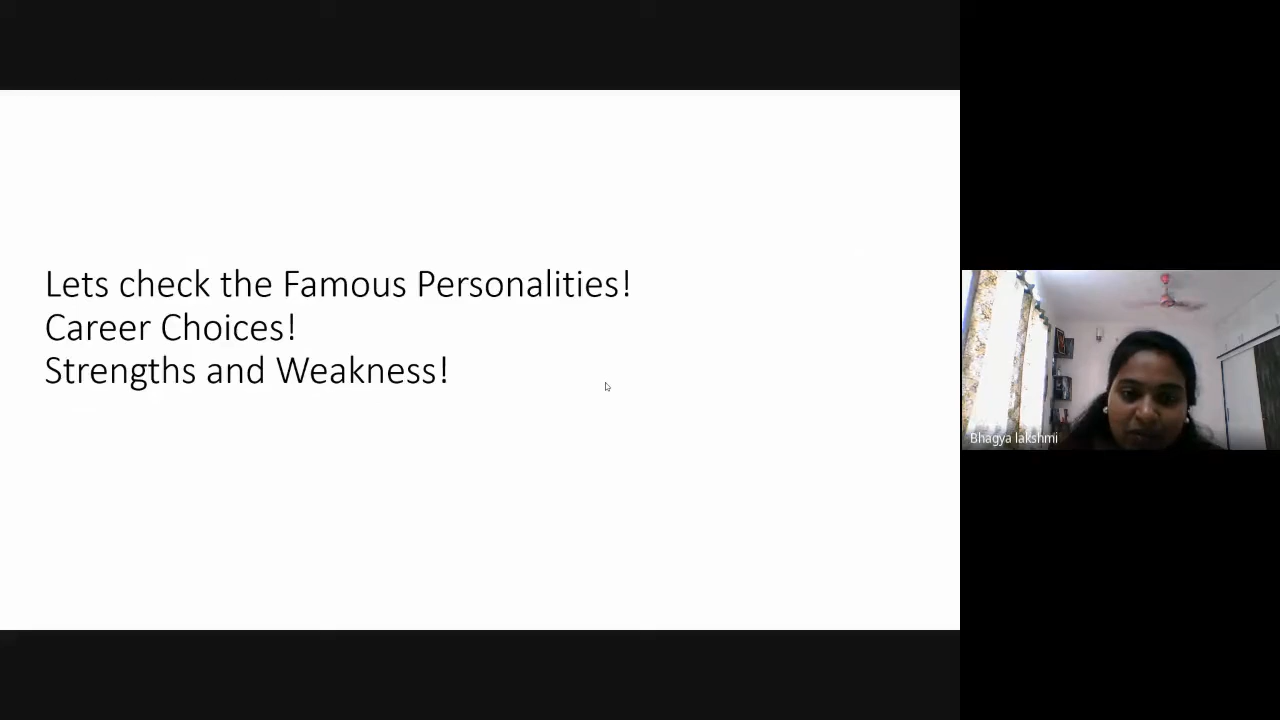 Lets check the Famous Personalities!
Career Choices!
Strengths and Weakness!
Bhagya lakshmi